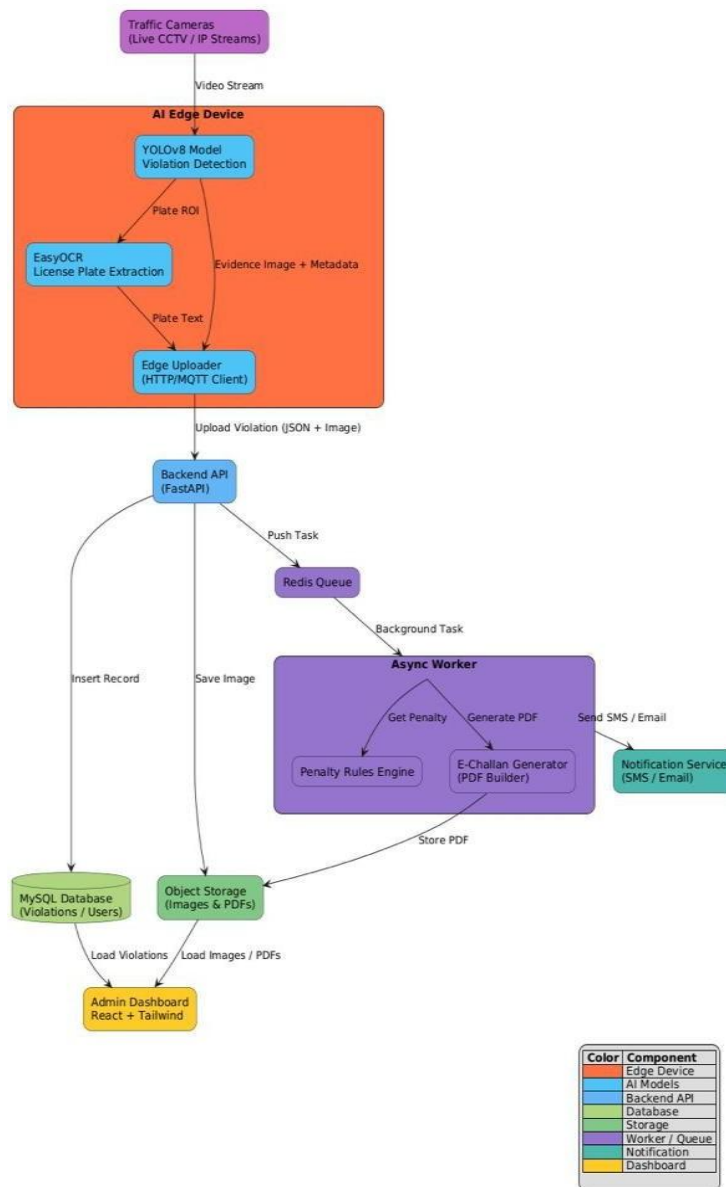 Traffic Cameras
(Live CCTV / IP Streams)
Video Stream
AI Edge Device
YOLOv8 Model
Violation Detection
Plate ROI
EasyOCR
License Plate Extraction
Evidence Image + Metadata
Plate Text
Edge Uploader
(HTTP/MQTT Client)
Upload Violation (JSON + Image)
Backend API
(FastAPI)
Push Task
Redis Queue
Background Task
Async Worker
Insert Record
Save Image
Get Penalty
Generate PDF
Send SMS / Email
Penalty Rules Engine
E-Challan Generator
(PDF Builder)
Notification Service
(SMS / Email)
Store PDF
MySQL Database
(Violations / Users)
Object Storage
(Images & PDFs)
Load Violations
Load Images / PDFs
Admin Dashboard
React + Tailwind
Color Component
Edge Device
AI Models
Backend API
Database
Storage
Worker / Queue
Notification
Dashboard